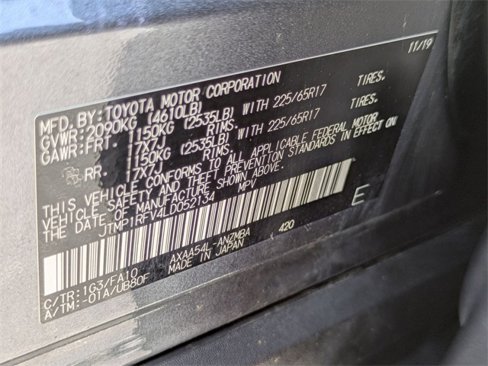 MFD. BY: TOYOTA MOTOR CORPORATION 11/19
GVWR: 2090KG (4610LB)
GAWR: FRT. 1150KG (2535LB) WITH 225/65R17 TIRES.
17X7J RIMS.
RR. 1150KG (2535LB) WITH 225/65R17 TIRES.
17X7J RIMS.
THIS VEHICLE CONFORMS TO ALL APPLICABLE FEDERAL MOTOR
VEHICLE SAFETY AND THEFT PREVENTION STANDARDS IN EFFECT ON
THE DATE OF MANUFACTURE SHOWN ABOVE.
JTMP1RFV4LD052134 MPV E
420
C/TR: 1G3/FA10 AXAA54L-ANZMBA
A/TM: -01A/UB80F MADE IN JAPAN